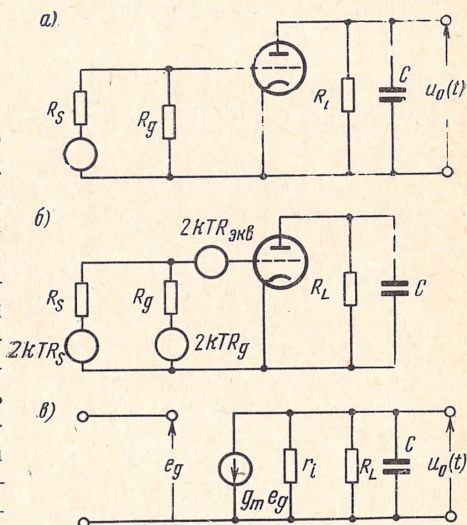 а)
R_s
R_g
R_l
C
u_0(t)
б)
2kTR_экв
R_s
R_g
R_L
C
2kTR_s
2kTR_g
в)
e_g
g_m e_g
r_i
R_L
C
u_0(t)